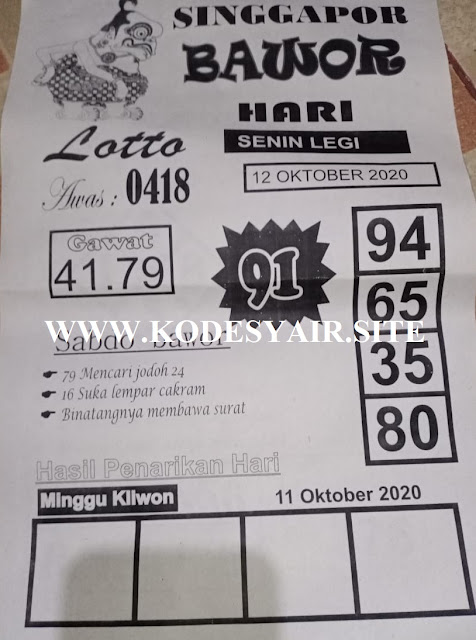 SINGGAPOR
BAWOR
HARI
Lotto
SENIN LEGI
Awas : 0418
12 OKTOBER 2020
Gawat
41.79
91
94
65
35
80
WWW.KODESYAIR.SITE
Sabdo Bawor
79 Mencari jodoh 24
16 Suka lempar cakram
Binatangnya membawa surat
Hasil Penarikan Hari
Minggu Kliwon
11 Oktober 2020